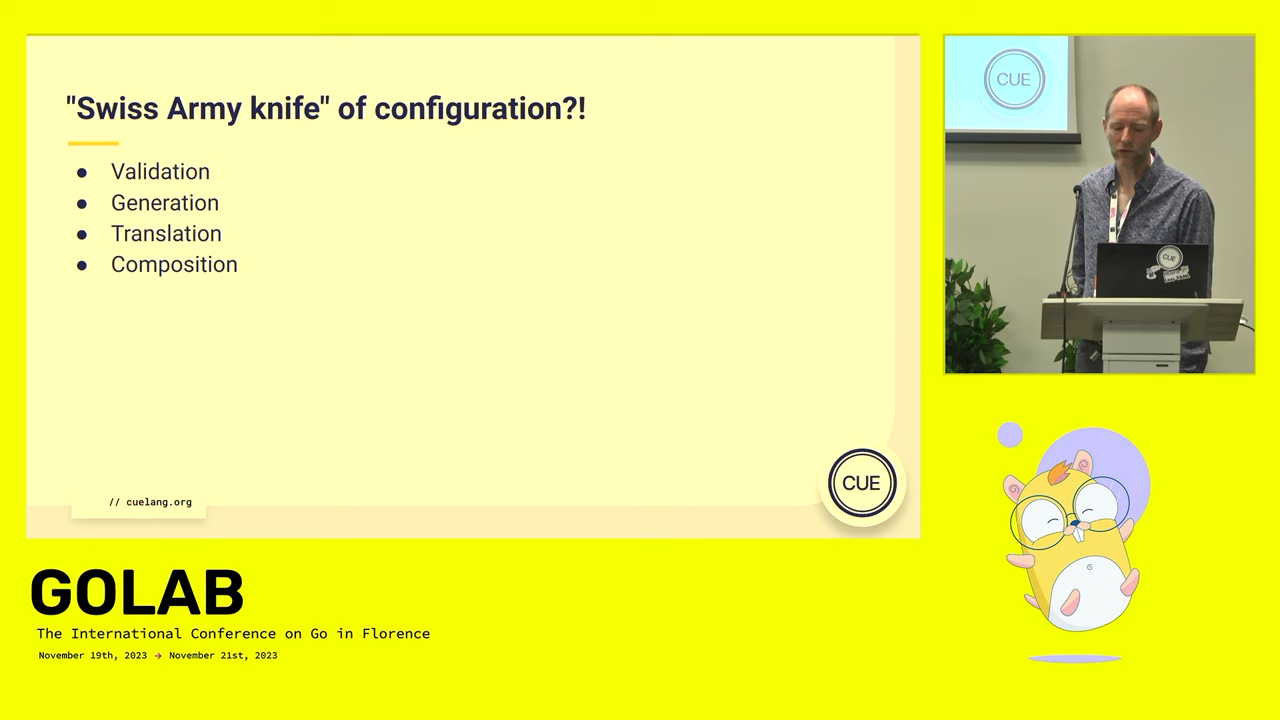 "Swiss Army knife" of configuration?!
● Validation
● Generation
● Translation
● Composition
// cuelang.org
CUE
CUE
CUE
GOLAB
The International Conference on Go in Florence
November 19th, 2023 → November 21st, 2023